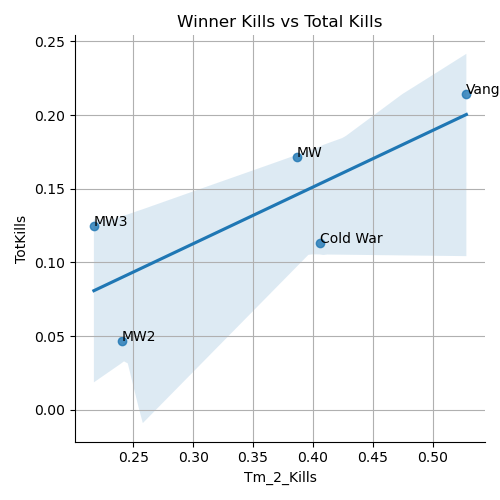 Winner Kills vs Total Kills
0.25
0.20
0.15
0.10
0.05
0.00
TotKills
Vang
MW
MW3
Cold War
MW2
0.25 0.30 0.35 0.40 0.45 0.50
Tm_2_Kills